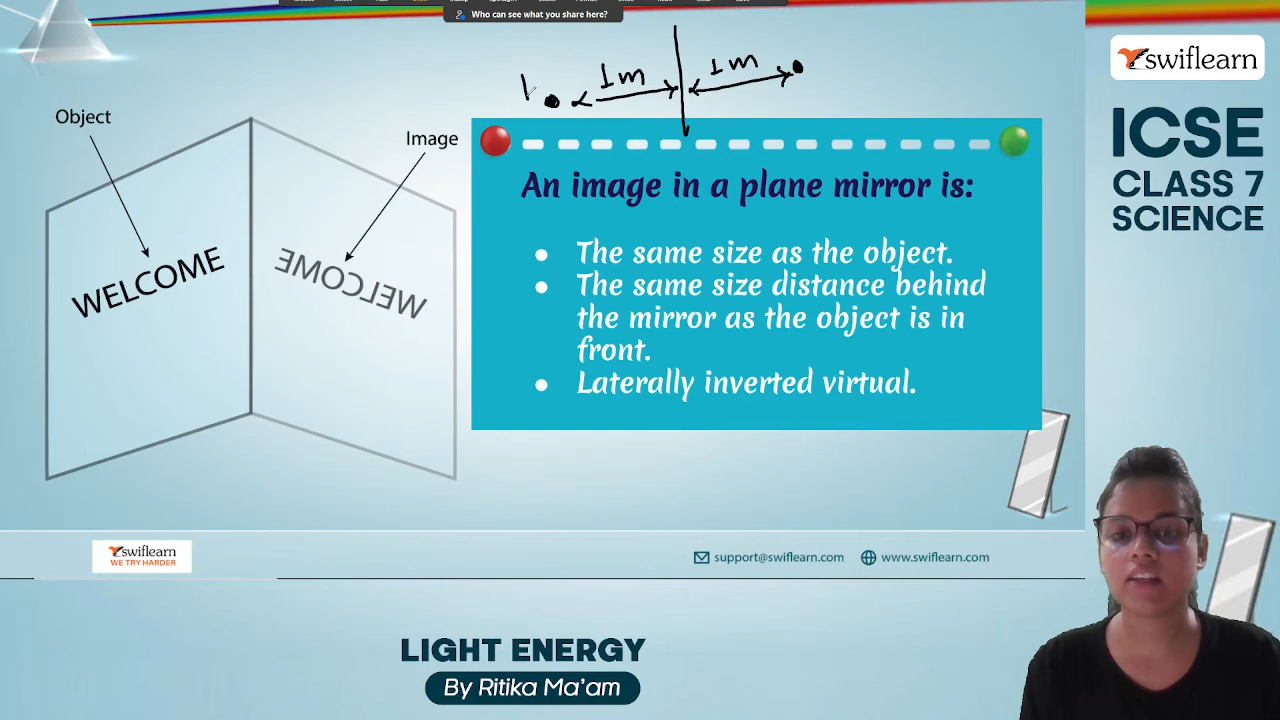 Who can see what you share here?
1m
1m
swiflearn
ICSE
CLASS 7
SCIENCE
Object
Image
WELCOME
WELCOME
An image in a plane mirror is:
● The same size as the object.
● The same size distance behind
the mirror as the object is in
front.
● Laterally inverted virtual.
swiflearn
WE TRY HARDER
support@swiflearn.com
www.swiflearn.com
LIGHT ENERGY
By Ritika Ma'am